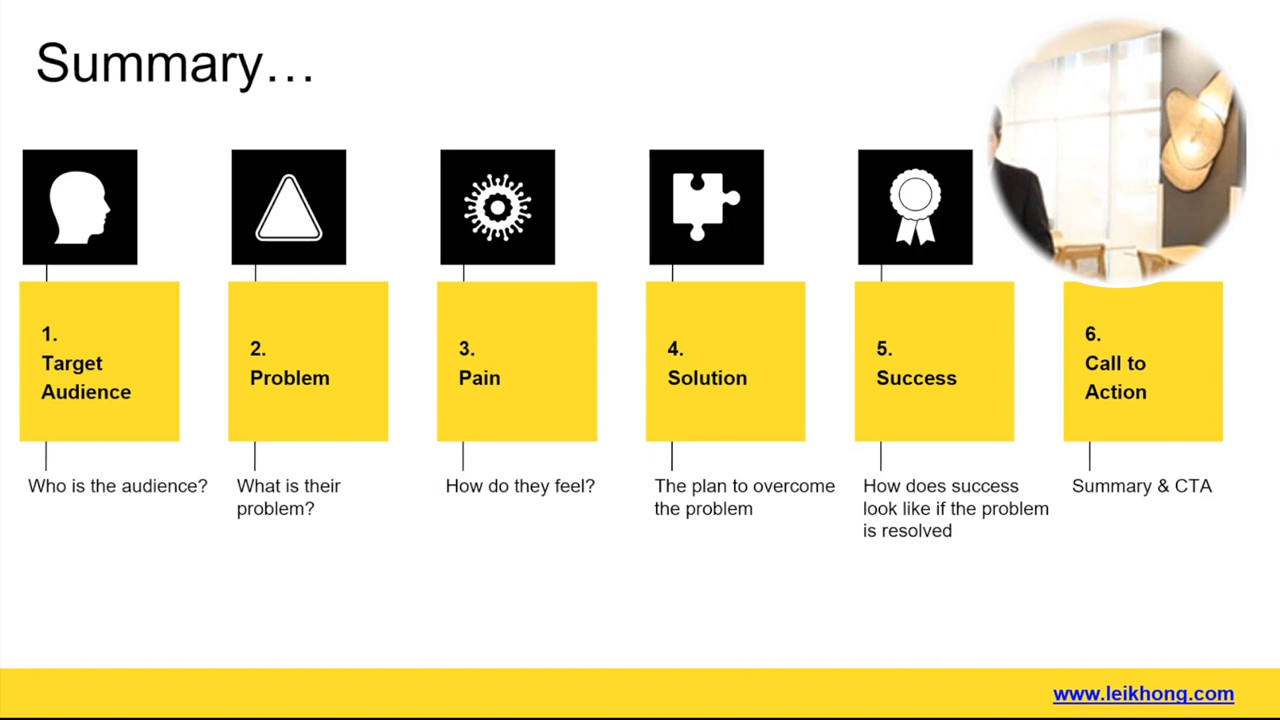 Summary…
1.
Target
Audience
Who is the audience?
2.
Problem
What is their
problem?
3.
Pain
How do they feel?
4.
Solution
The plan to overcome
the problem
5.
Success
How does success
look like if the problem
is resolved
6.
Call to
Action
Summary & CTA
www.leikhong.com